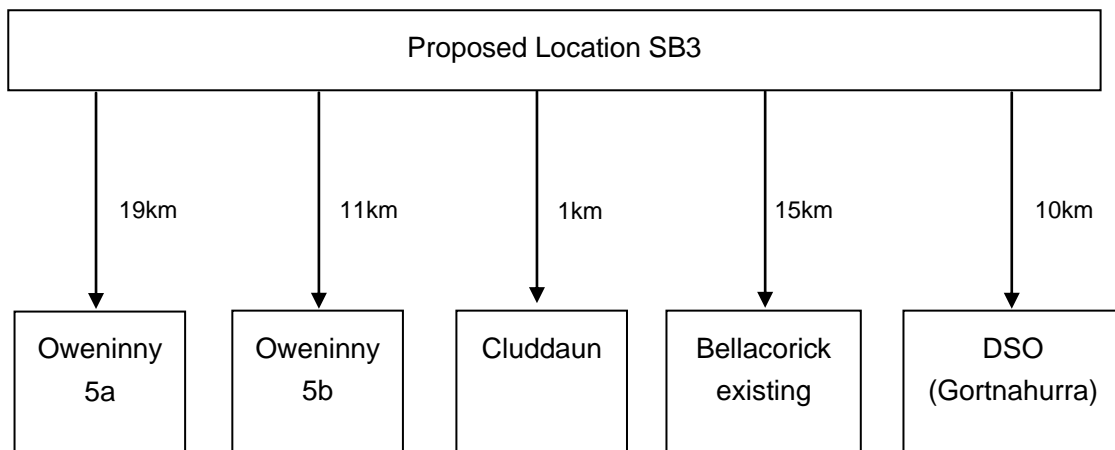 Proposed Location SB3
19km
11km
1km
15km
10km
Oweninny
5a
Oweninny
5b
Cluddaun
Bellacorick
existing
DSO
(Gortnahurra)